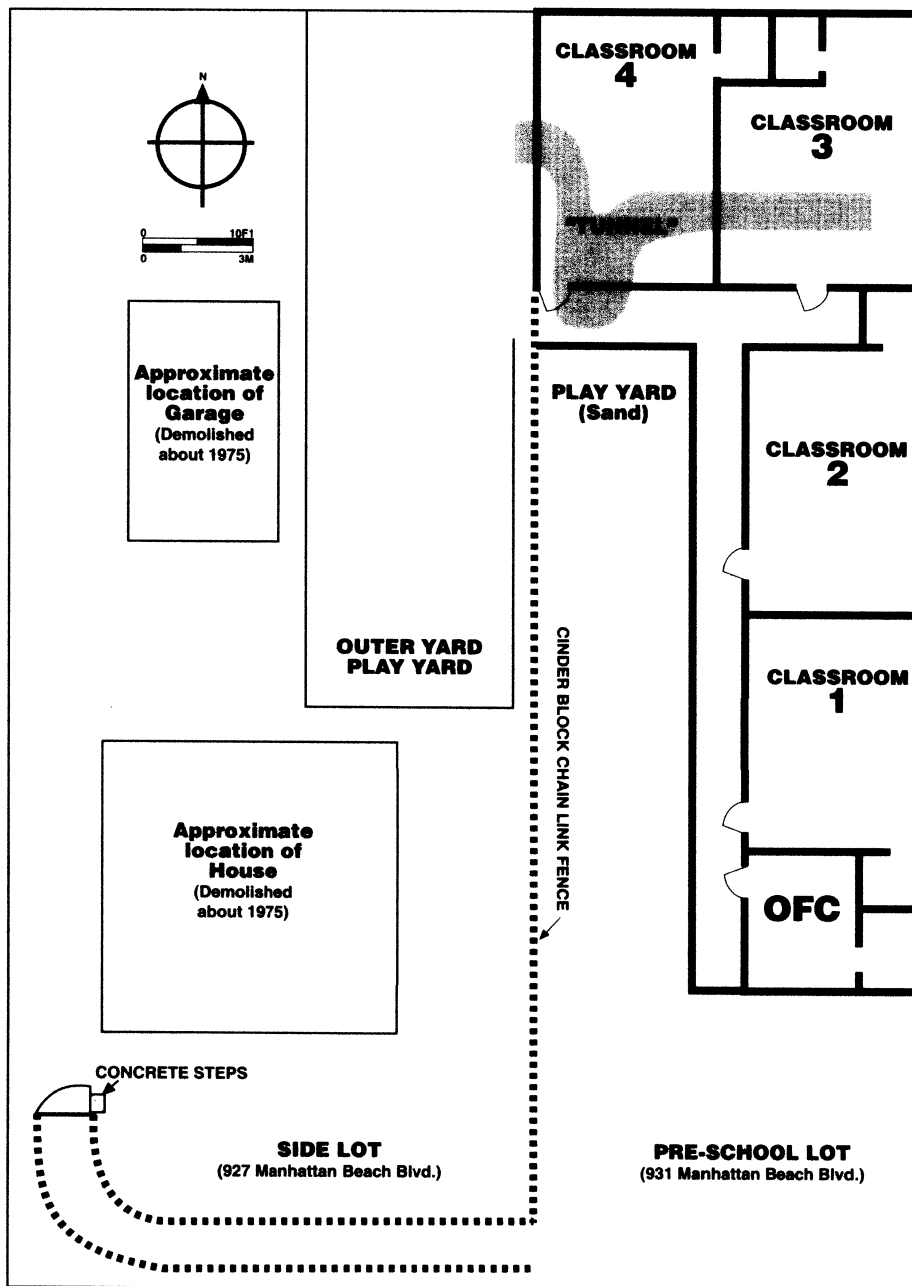 CLASSROOM
4
N
CLASSROOM
3
"TUNNEL"
0 10F1
0 3M
Approximate
location of
Garage
(Demolished
about 1975)
PLAY YARD
(Sand)
CLASSROOM
2
OUTER YARD
PLAY YARD
CINDER BLOCK CHAIN LINK FENCE
CLASSROOM
1
Approximate
location of
House
(Demolished
about 1975)
OFC
CONCRETE STEPS
SIDE LOT
(927 Manhattan Beach Blvd.)
PRE-SCHOOL LOT
(931 Manhattan Beach Blvd.)